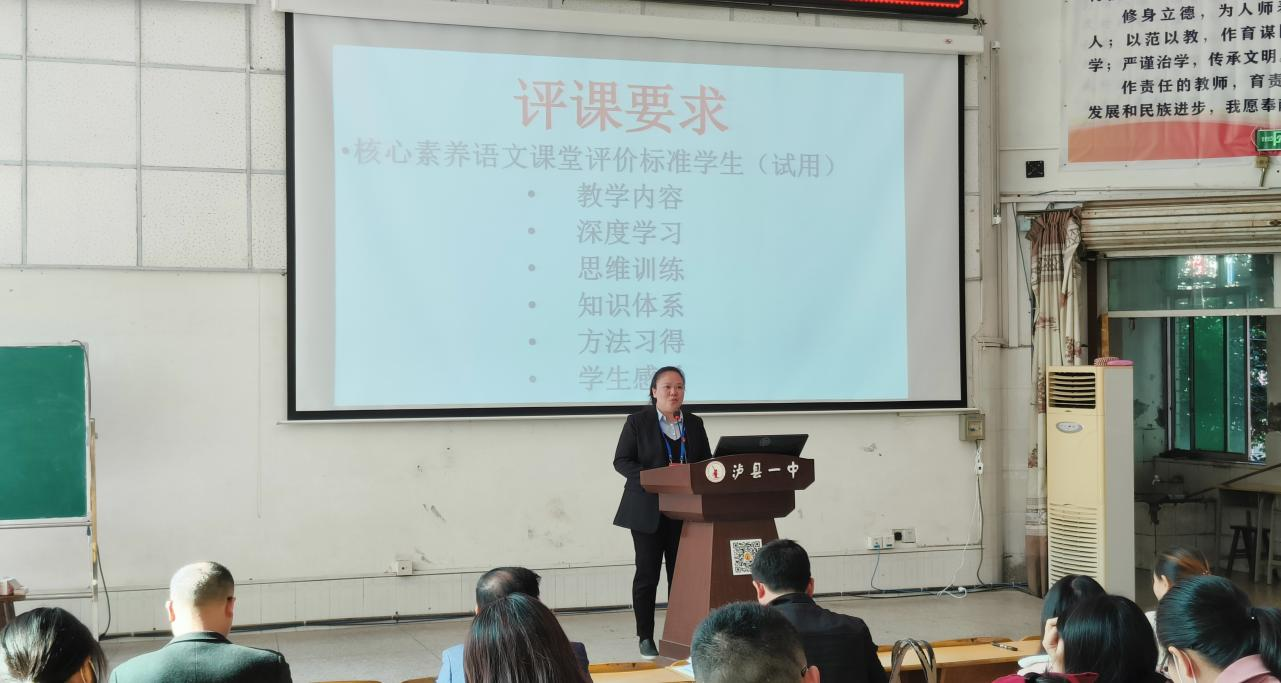 评课要求
•核心素养语文课堂评价标准学生（试用）
• 教学内容
• 深度学习
• 思维训练
• 知识体系
• 方法习得
• 学生感
修身立德，为人师
人；以范以教，作育谋
学；严谨治学，传承文明
作责任的教师，育责
发展和民族进步，我愿奉
泸县一中